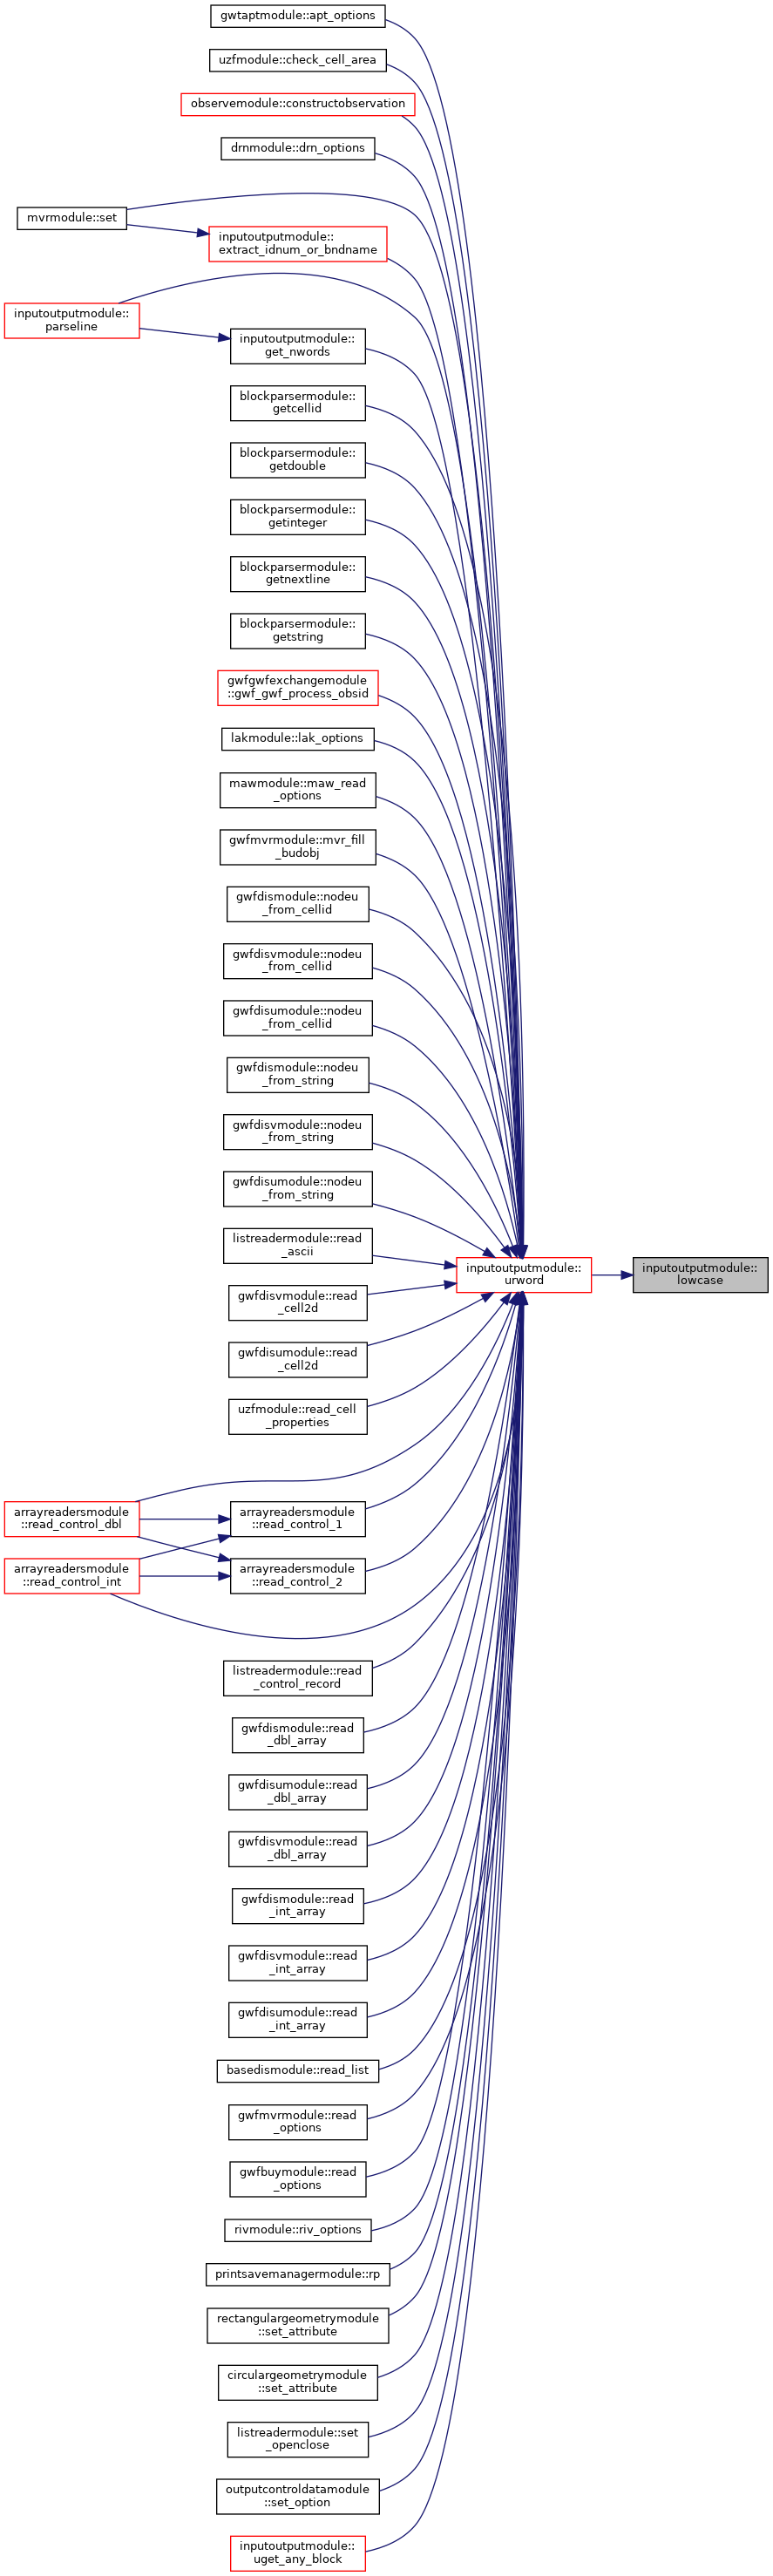 gwtaptmodule::apt_options
uzfmodule::check_cell_area
observemodule::constructobservation
drnmodule::drn_options
mvrmodule::set
inputoutputmodule::
extract_idnum_or_bndname
inputoutputmodule::
parseline
inputoutputmodule::
get_nwords
blockparsermodule::
getcellid
blockparsermodule::
getdouble
blockparsermodule::
getinteger
blockparsermodule::
getnextline
blockparsermodule::
getstring
gwfgwfexchangemodule
::gwf_gwf_process_obsid
lakmodule::lak_options
mawmodule::maw_read
_options
gwfmvrmodule::mvr_fill
_budobj
gwfdismodule::nodeu
_from_cellid
gwfdisvmodule::nodeu
_from_cellid
gwfdisumodule::nodeu
_from_cellid
gwfdismodule::nodeu
_from_string
gwfdisvmodule::nodeu
_from_string
gwfdisumodule::nodeu
_from_string
listreadermodule::read
_ascii
inputoutputmodule::
urword
inputoutputmodule::
lowcase
gwfdisvmodule::read
_cell2d
gwfdisumodule::read
_cell2d
uzfmodule::read_cell
_properties
arrayreadersmodule
::read_control_dbl
arrayreadersmodule
::read_control_1
arrayreadersmodule
::read_control_int
arrayreadersmodule
::read_control_2
listreadermodule::read
_control_record
gwfdismodule::read
_dbl_array
gwfdisumodule::read
_dbl_array
gwfdisvmodule::read
_dbl_array
gwfdismodule::read
_int_array
gwfdisvmodule::read
_int_array
gwfdisumodule::read
_int_array
basedismodule::read_list
gwfmvrmodule::read
_options
gwfbuymodule::read
_options
rivmodule::riv_options
printsavemanagermodule::rp
rectangulargeometrymodule
::set_attribute
circulargeometrymodule
::set_attribute
listreadermodule::set
_openclose
outputcontroldatamodule
::set_option
inputoutputmodule::
uget_any_block